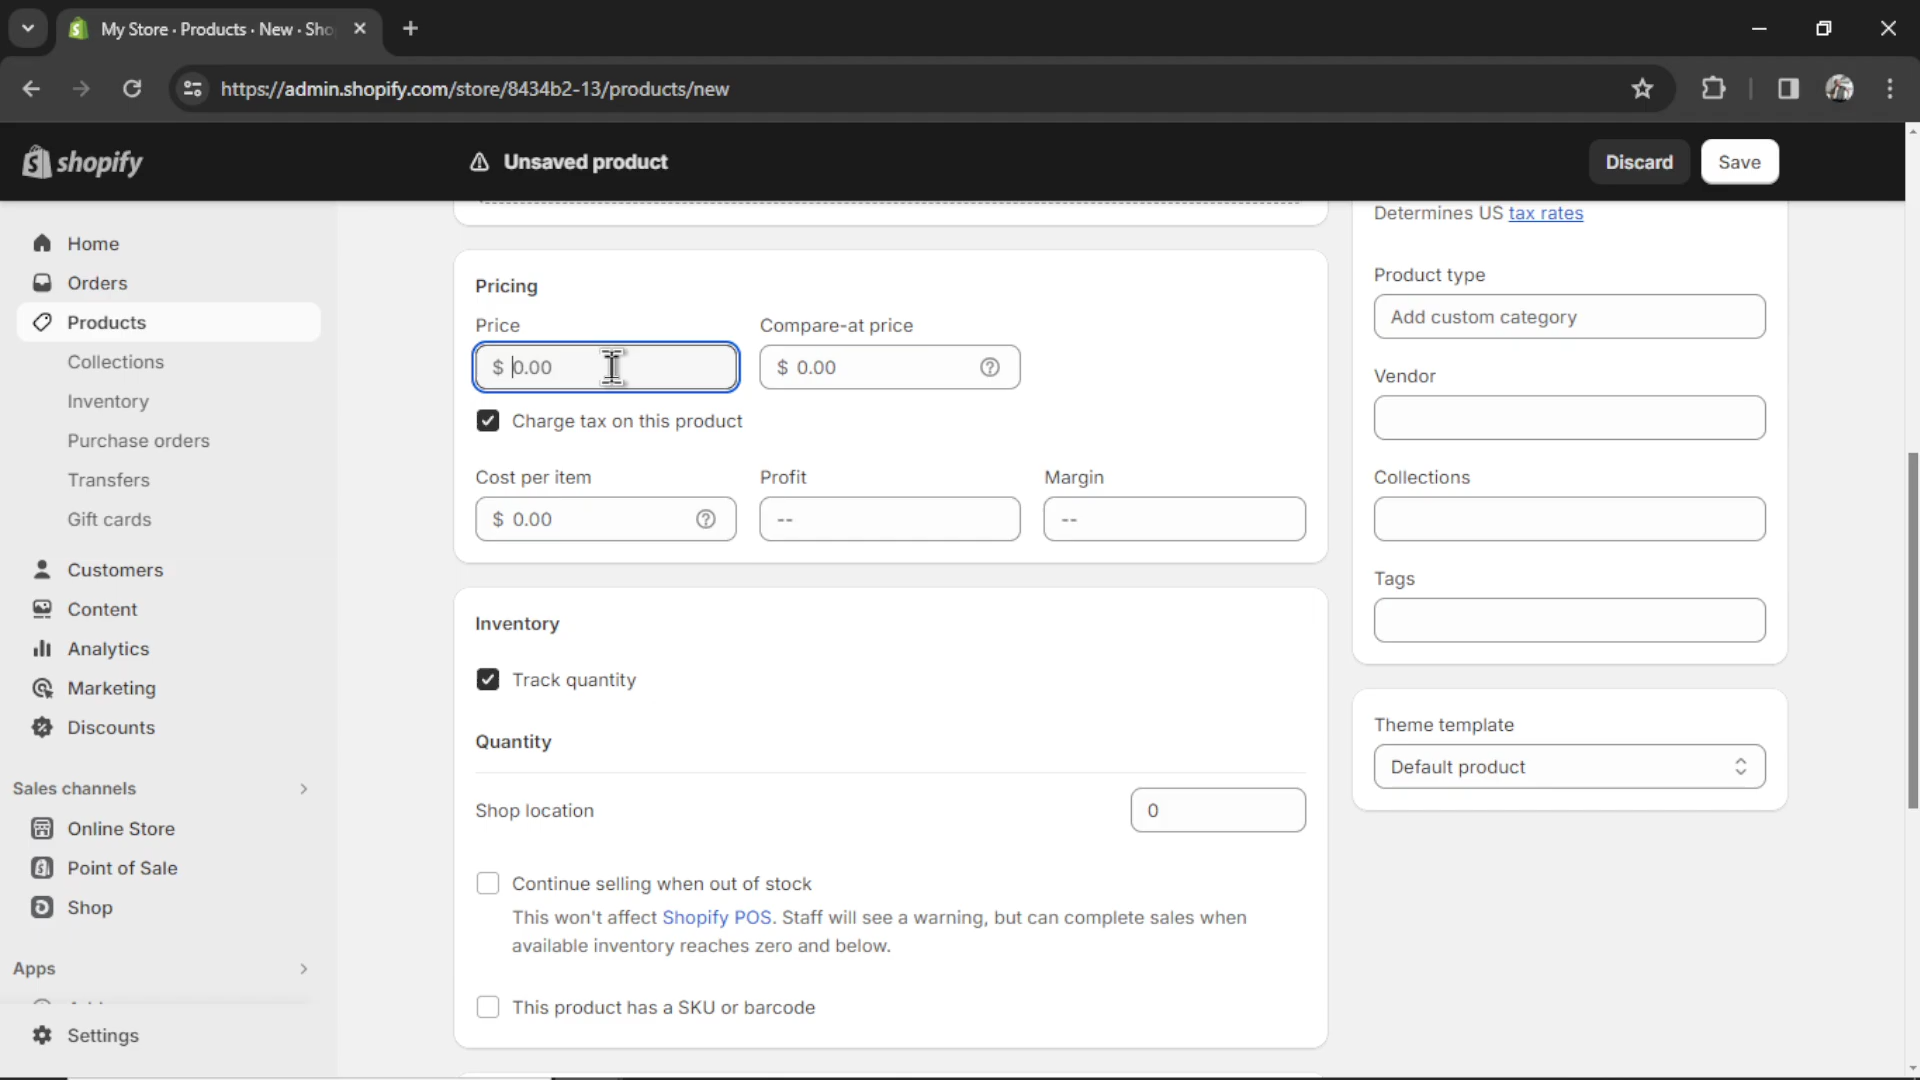 My Store · Products · New · Sho
https://admin.shopify.com/store/8434b2-13/products/new
shopify
Unsaved product
Discard
Save
Home
Orders
Products
Collections
Inventory
Purchase orders
Transfers
Gift cards
Customers
Content
Analytics
Marketing
Discounts
Sales channels
Online Store
Point of Sale
Shop
Apps
Settings
Pricing
Price
Compare-at price
$ 0.00
$ 0.00
Charge tax on this product
Cost per item
Profit
Margin
$ 0.00
--
--
Inventory
Track quantity
Quantity
Shop location
0
Continue selling when out of stock
This won't affect Shopify POS. Staff will see a warning, but can complete sales when
available inventory reaches zero and below.
This product has a SKU or barcode
Determines US tax rates
Product type
Add custom category
Vendor
Collections
Tags
Theme template
Default product